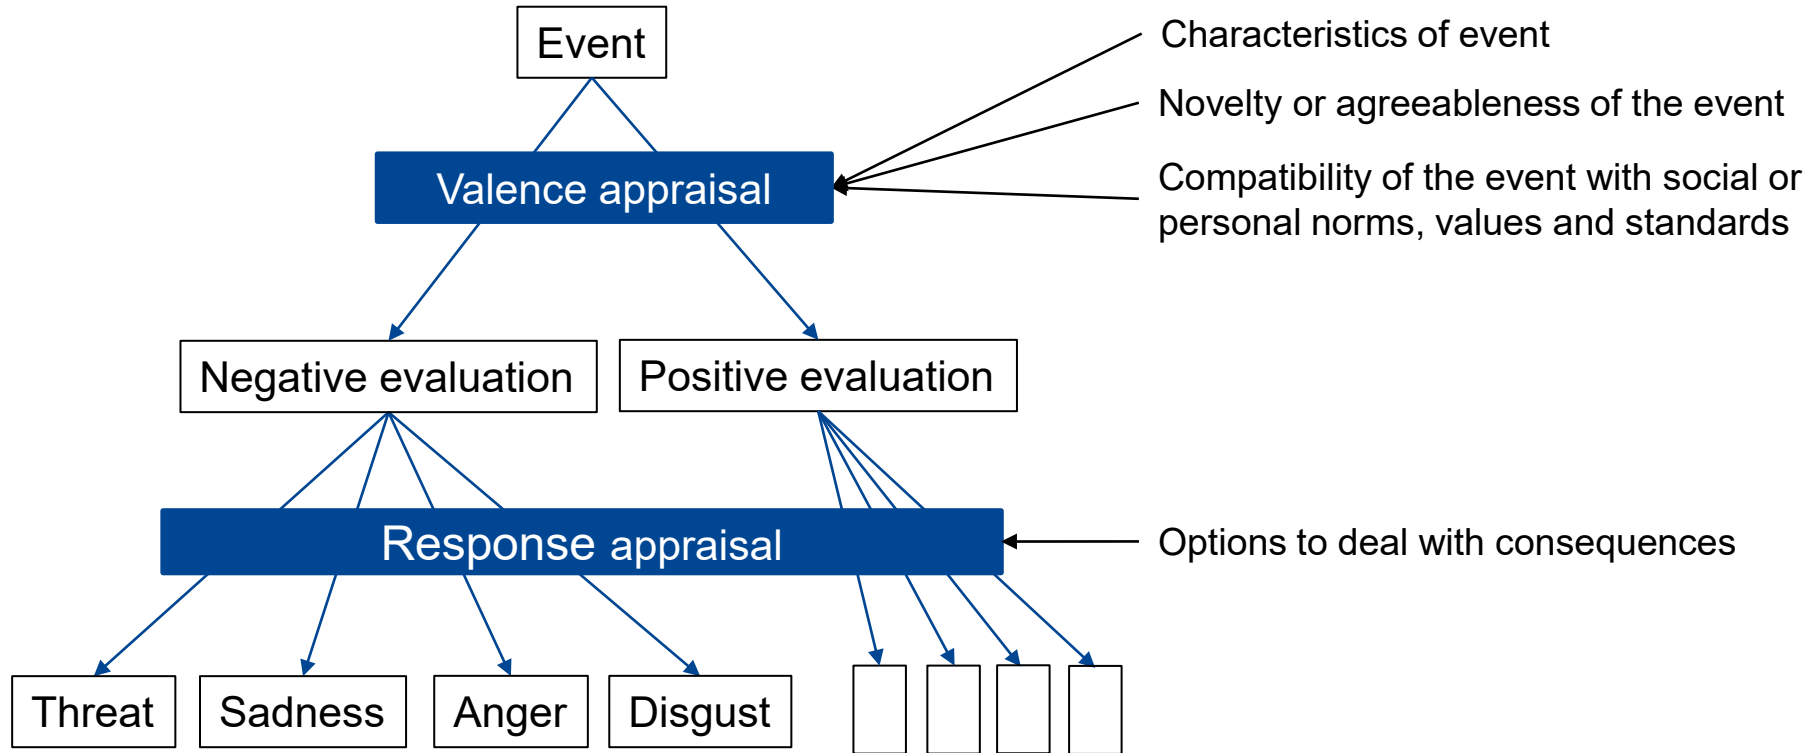 Event
Characteristics of event
Novelty or agreeableness of the event
Valence appraisal
Compatibility of the event with social or
personal norms, values and standards
Negative evaluation
Positive evaluation
Response appraisal
Options to deal with consequences
Threat
Sadness
Anger
Disgust